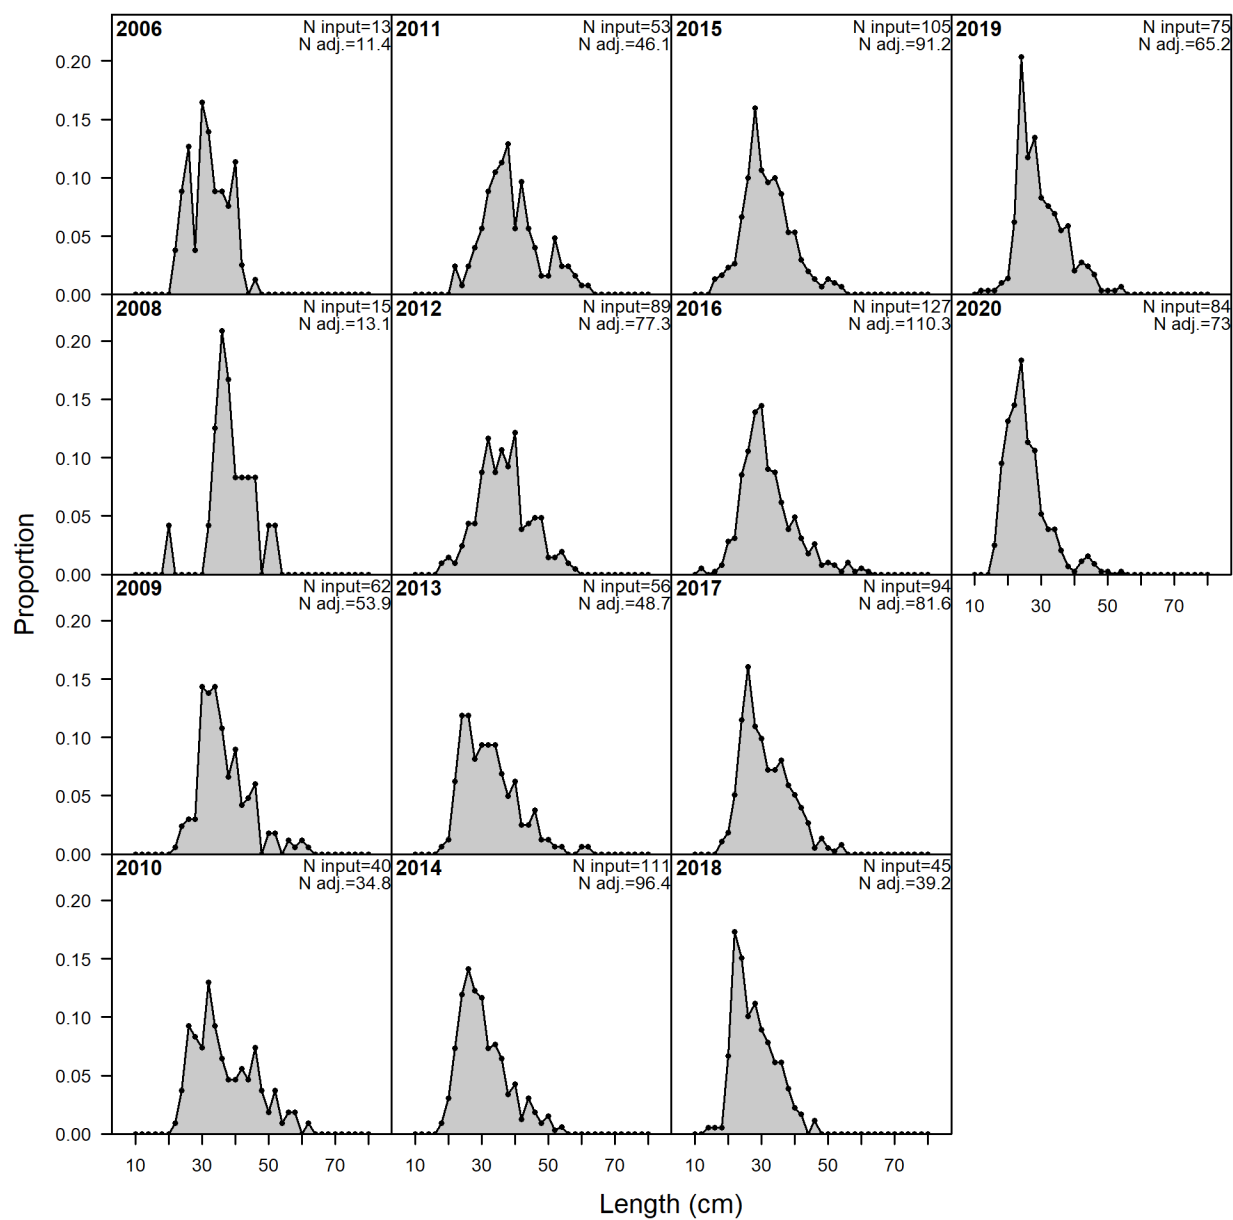 2006
N input=13
N adj.=11.4
2011
N input=53
N adj.=46.1
2015
N input=105
N adj.=91.2
2019
N input=75
N adj.=65.2
0.20
0.15
0.10
0.05
0.00
2008
N input=15
N adj.=13.1
2012
N input=89
N adj.=77.3
2016
N input=127
N adj.=110.3
2020
N input=84
N adj.=73
0.20
0.15
0.10
0.05
0.00
10 30 50 70
2009
N input=62
N adj.=53.9
2013
N input=56
N adj.=48.7
2017
N input=94
N adj.=81.6
0.20
0.15
0.10
0.05
0.00
2010
N input=40
N adj.=34.8
2014
N input=111
N adj.=96.4
2018
N input=45
N adj.=39.2
0.20
0.15
0.10
0.05
0.00
10 30 50 70
10 30 50 70
10 30 50 70
Proportion
Length (cm)